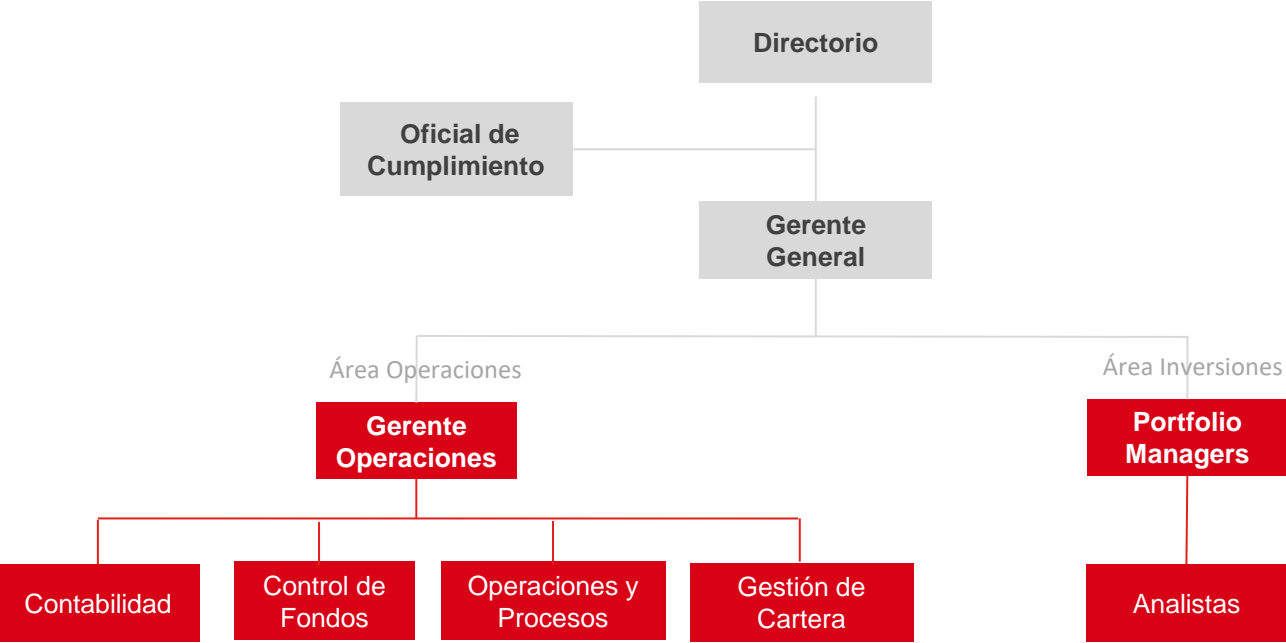 Directorio
Oficial de
Cumplimiento
Gerente
General
Área Operaciones
Área Inversiones
Gerente
Operaciones
Portfolio
Managers
Contabilidad
Control de
Fondos
Operaciones y
Procesos
Gestión de
Cartera
Analistas